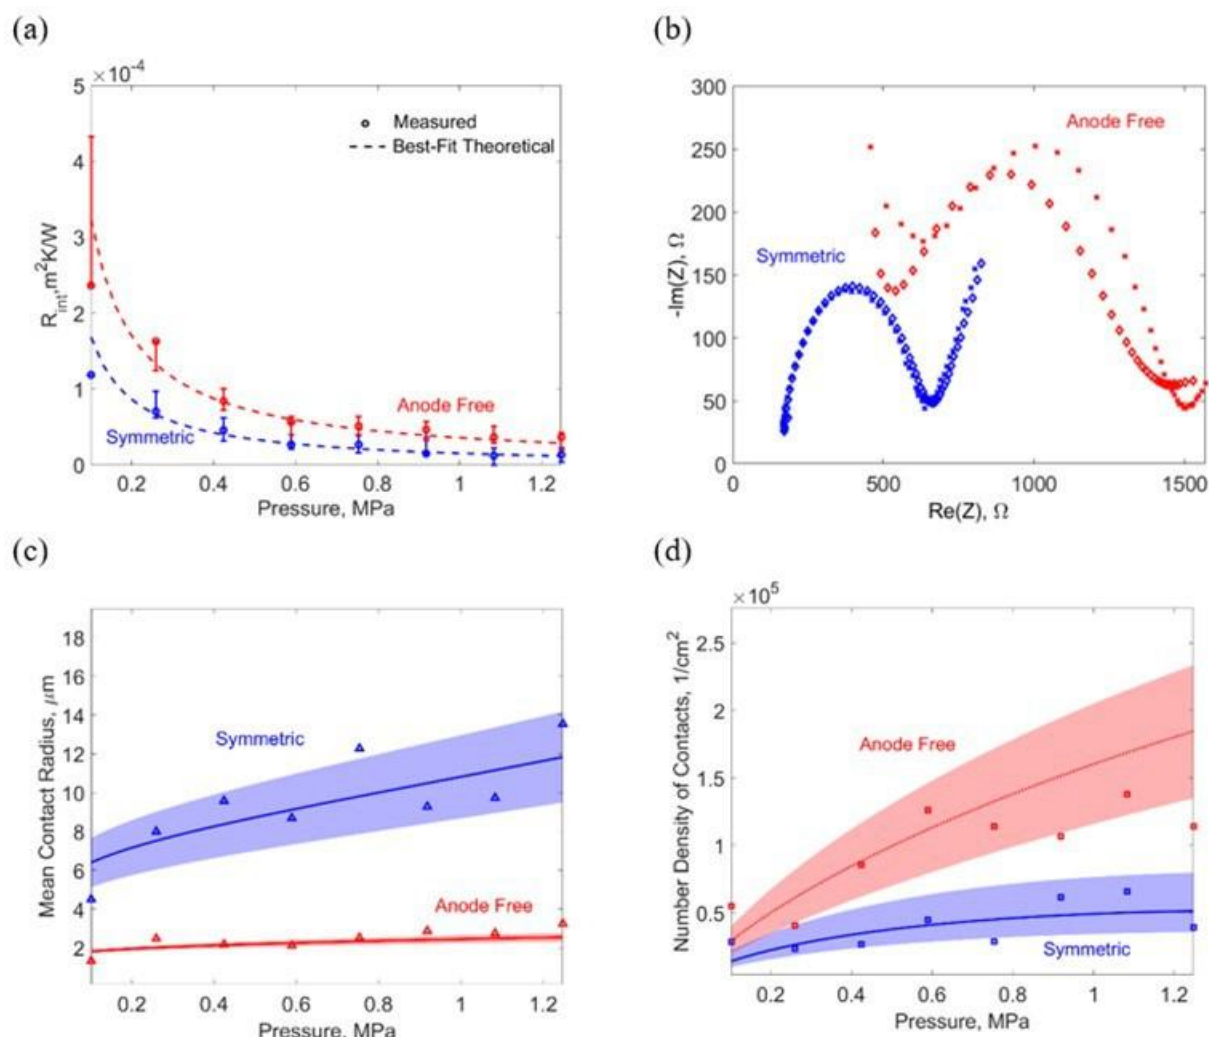 (a)
×10⁻⁴
5
4
3
2
1
0
R_int, m²K/W
Measured
Best-Fit Theoretical
Anode Free
Symmetric
0.2 0.4 0.6 0.8 1 1.2
Pressure, MPa
(b)
300
250
200
150
100
50
0
-Im(Z), Ω
Anode Free
Symmetric
0 500 1000 1500
Re(Z), Ω
(c)
18
16
14
12
10
8
6
4
2
Mean Contact Radius, μm
Symmetric
Anode Free
0.2 0.4 0.6 0.8 1 1.2
Pressure, MPa
(d)
×10⁵
2.5
2
1.5
1
0.5
Number Density of Contacts, 1/cm²
Anode Free
Symmetric
0.2 0.4 0.6 0.8 1 1.2
Pressure, MPa